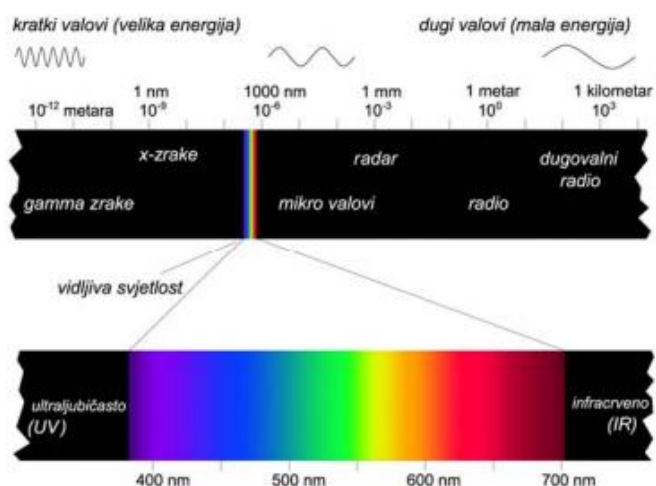 kratki valovi (velika energija) dugi valovi (mala energija)
1 nm 1000 nm 1 mm 1 metar 1 kilometar
10⁻¹² metara 10⁻⁹ 10⁻⁶ 10⁻³ 10⁰ 10³
x-zrake radar dugovalni
radio
gamma zrake mikro valovi radio
vidljiva svjetlost
ultraljubičasto infracrveno
(UV) (IR)
400 nm 500 nm 600 nm 700 nm